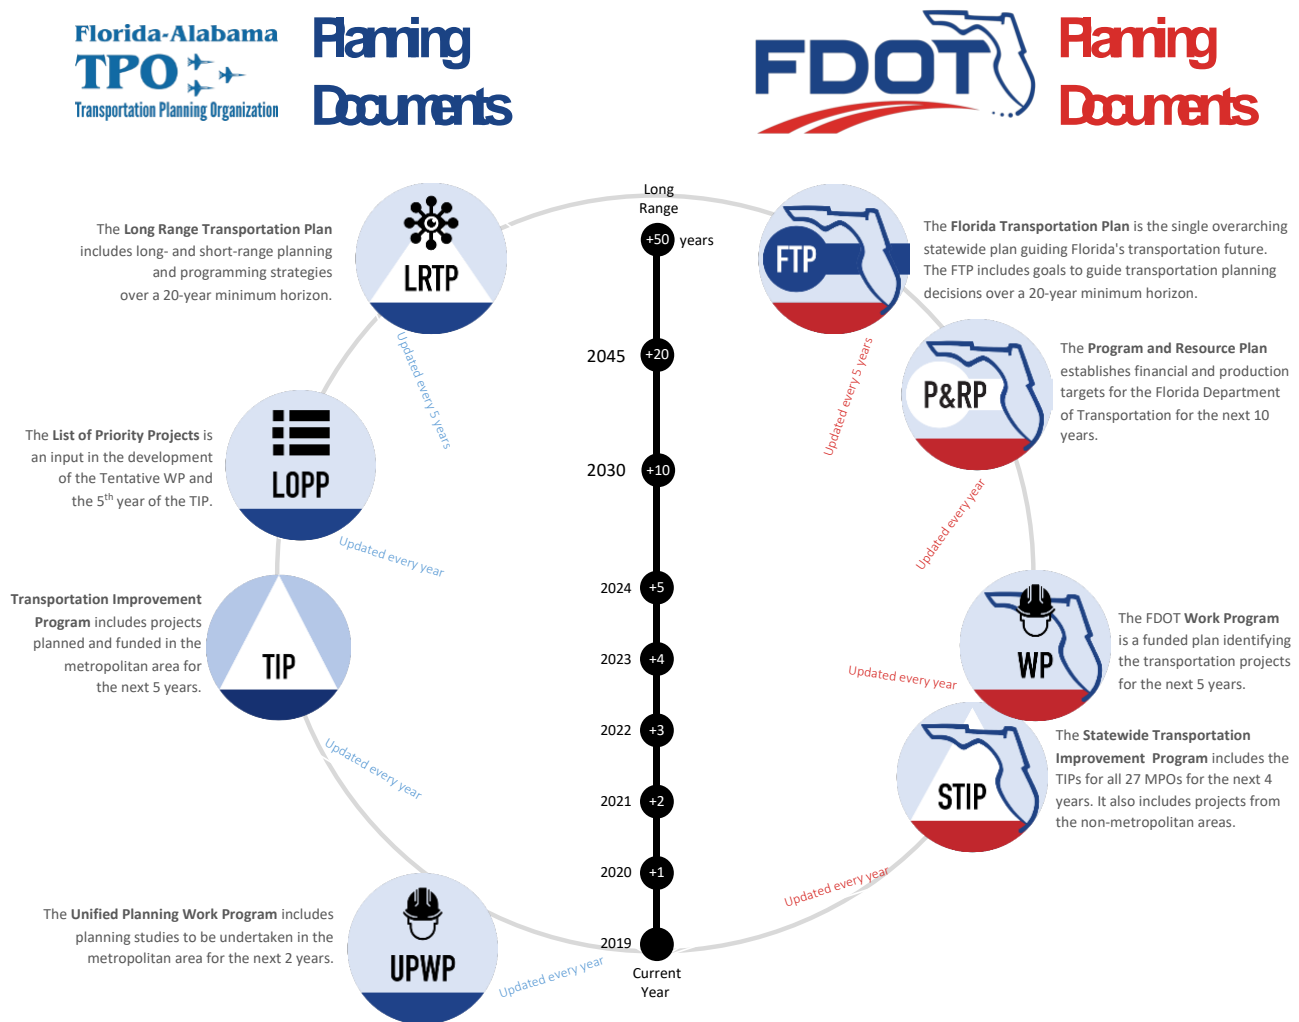 Florida-Alabama
TPO
Transportation Planning Organization
Planning
Documents
FDOT
Planning
Documents
The Long Range Transportation Plan
includes long- and short-range planning
and programming strategies
over a 20-year minimum horizon.
LRTP
Updated every 5 years
The List of Priority Projects is
an input in the development
of the Tentative WP and
the 5th year of the TIP.
LOPP
Updated every year
Transportation Improvement
Program includes projects
planned and funded in the
metropolitan area for
the next 5 years.
TIP
Updated every year
The Unified Planning Work Program includes
planning studies to be undertaken in the
metropolitan area for the next 2 years.
UPWP
Updated every year
Long
Range
+50 years
2045 +20
2030 +10
2024 +5
2023 +4
2022 +3
2021 +2
2020 +1
2019
Current
Year
FTP
The Florida Transportation Plan is the single overarching
statewide plan guiding Florida's transportation future.
The FTP includes goals to guide transportation planning
decisions over a 20-year minimum horizon.
Updated every 5 years
P&RP
The Program and Resource Plan
establishes financial and production
targets for the Florida Department
of Transportation for the next 10
years.
Updated every year
WP
The FDOT Work Program
is a funded plan identifying
the transportation projects
for the next 5 years.
Updated every year
STIP
The Statewide Transportation
Improvement Program includes the
TIPs for all 27 MPOs for the next 4
years. It also includes projects from
the non-metropolitan areas.
Updated every year